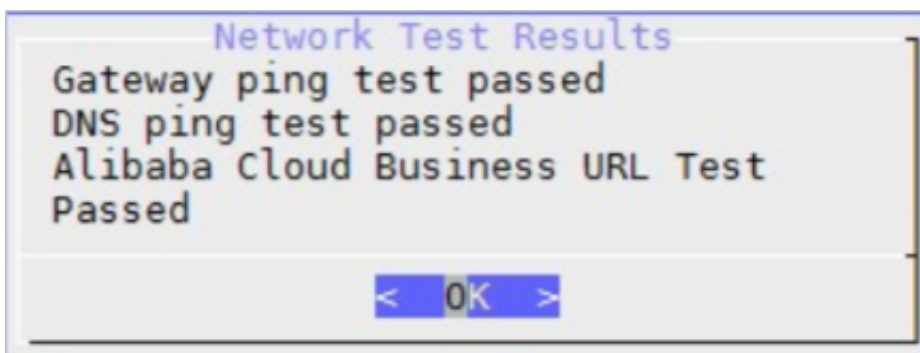 Network Test Results
Gateway ping test passed
DNS ping test passed
Alibaba Cloud Business URL Test
Passed
< OK >